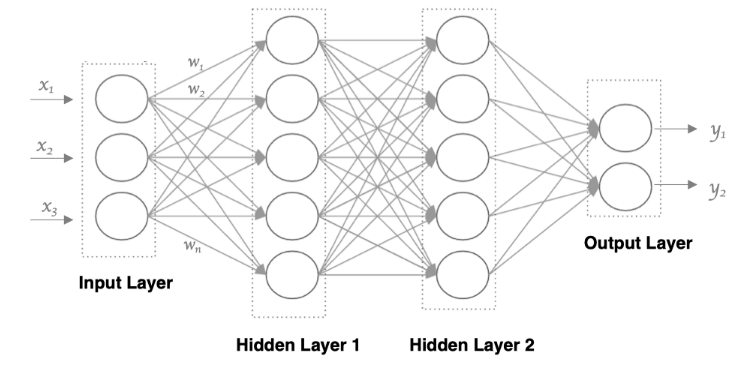 x₁
x₂
x₃
w₁
w₂
wₙ
y₁
y₂
Input Layer
Hidden Layer 1
Hidden Layer 2
Output Layer